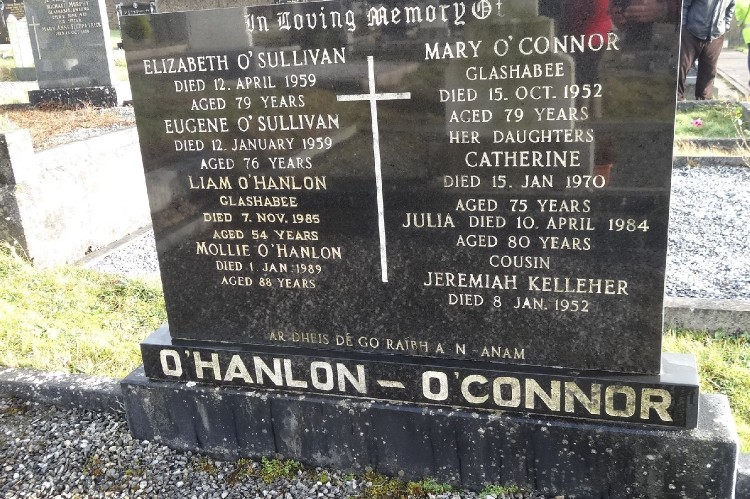 In Loving Memory Of
ELIZABETH O'SULLIVAN
DIED 12. APRIL 1959
AGED 79 YEARS
EUGENE O'SULLIVAN
DIED 12. JANUARY 1959
AGED 76 YEARS
LIAM O'HANLON
GLASHABEE
DIED 7. NOV. 1985
AGED 54 YEARS
MOLLIE O'HANLON
DIED 1 JAN 1989
AGED 88 YEARS
MARY O'CONNOR
GLASHABEE
DIED 15. OCT. 1952
AGED 79 YEARS
HER DAUGHTERS
CATHERINE
DIED 15. JAN 1970
AGED 75 YEARS
JULIA DIED 10. APRIL 1984
AGED 80 YEARS
COUSIN
JEREMIAH KELLEHER
DIED 8 JAN. 1952
AR DHEIS DÉ GO RAIBH A N-ANAM
O'HANLON – O'CONNOR